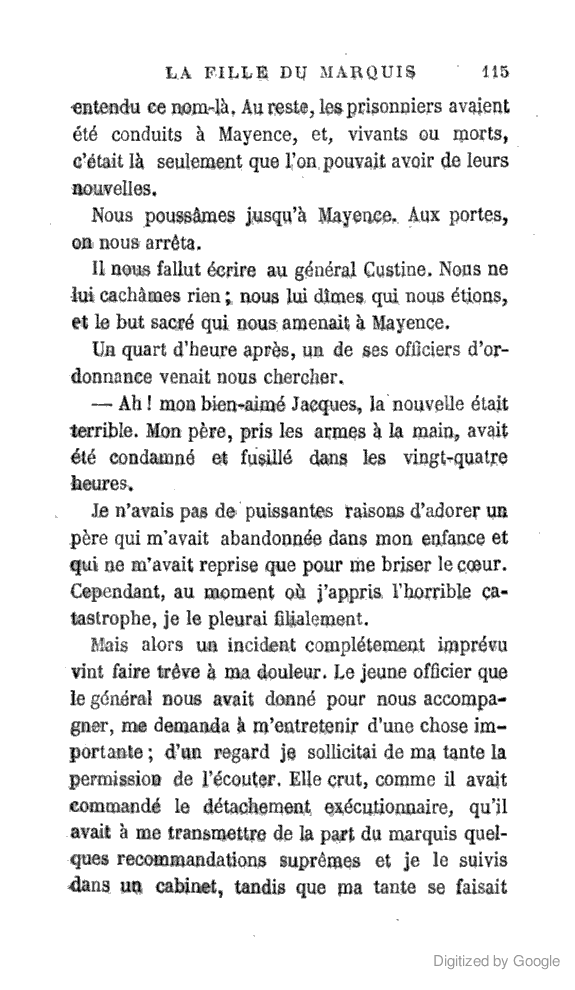 LA FILLE DU MARQUIS 115
entendu ce nom-là. Au reste, les prisonniers avaient
été conduits à Mayence, et, vivants ou morts,
c'était là seulement que l'on pouvait avoir de leurs
nouvelles.
Nous poussâmes jusqu'à Mayence. Aux portes,
on nous arrêta.
Il nous fallut écrire au général Custine. Nous ne
lui cachâmes rien ; nous lui dîmes qui nous étions,
et le but sacré qui nous amenait à Mayence.
Un quart d'heure après, un de ses officiers d'or-
donnance venait nous chercher.
— Ah ! mon bien-aimé Jacques, la nouvelle était
terrible. Mon père, pris les armes à la main, avait
été condamné et fusillé dans les vingt-quatre
heures.
Je n'avais pas de puissantes raisons d'adorer un
père qui m'avait abandonnée dans mon enfance et
qui ne m'avait reprise que pour me briser le cœur.
Cependant, au moment où j'appris l'horrible ca-
tastrophe, je le pleurai filialement.
Mais alors un incident complétement imprévu
vint faire trêve à ma douleur. Le jeune officier que
le général nous avait donné pour nous accompa-
gner, me demanda à m'entretenir d'une chose im-
portante ; d'un regard je sollicitai de ma tante la
permission de l'écouter. Elle crut, comme il avait
commandé le détachement exécutionnaire, qu'il
avait à me transmettre de la part du marquis quel-
ques recommandations suprêmes et je le suivis
dans un cabinet, tandis que ma tante se faisait
Digitized by Google